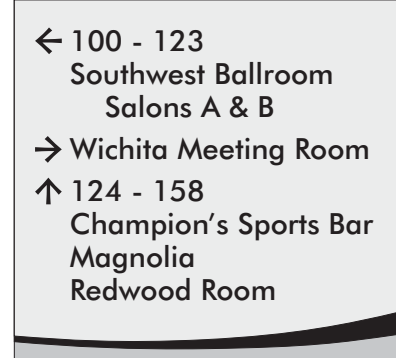 ← 100 - 123
Southwest Ballroom
Salons A & B
→ Wichita Meeting Room
↑ 124 - 158
Champion's Sports Bar
Magnolia
Redwood Room